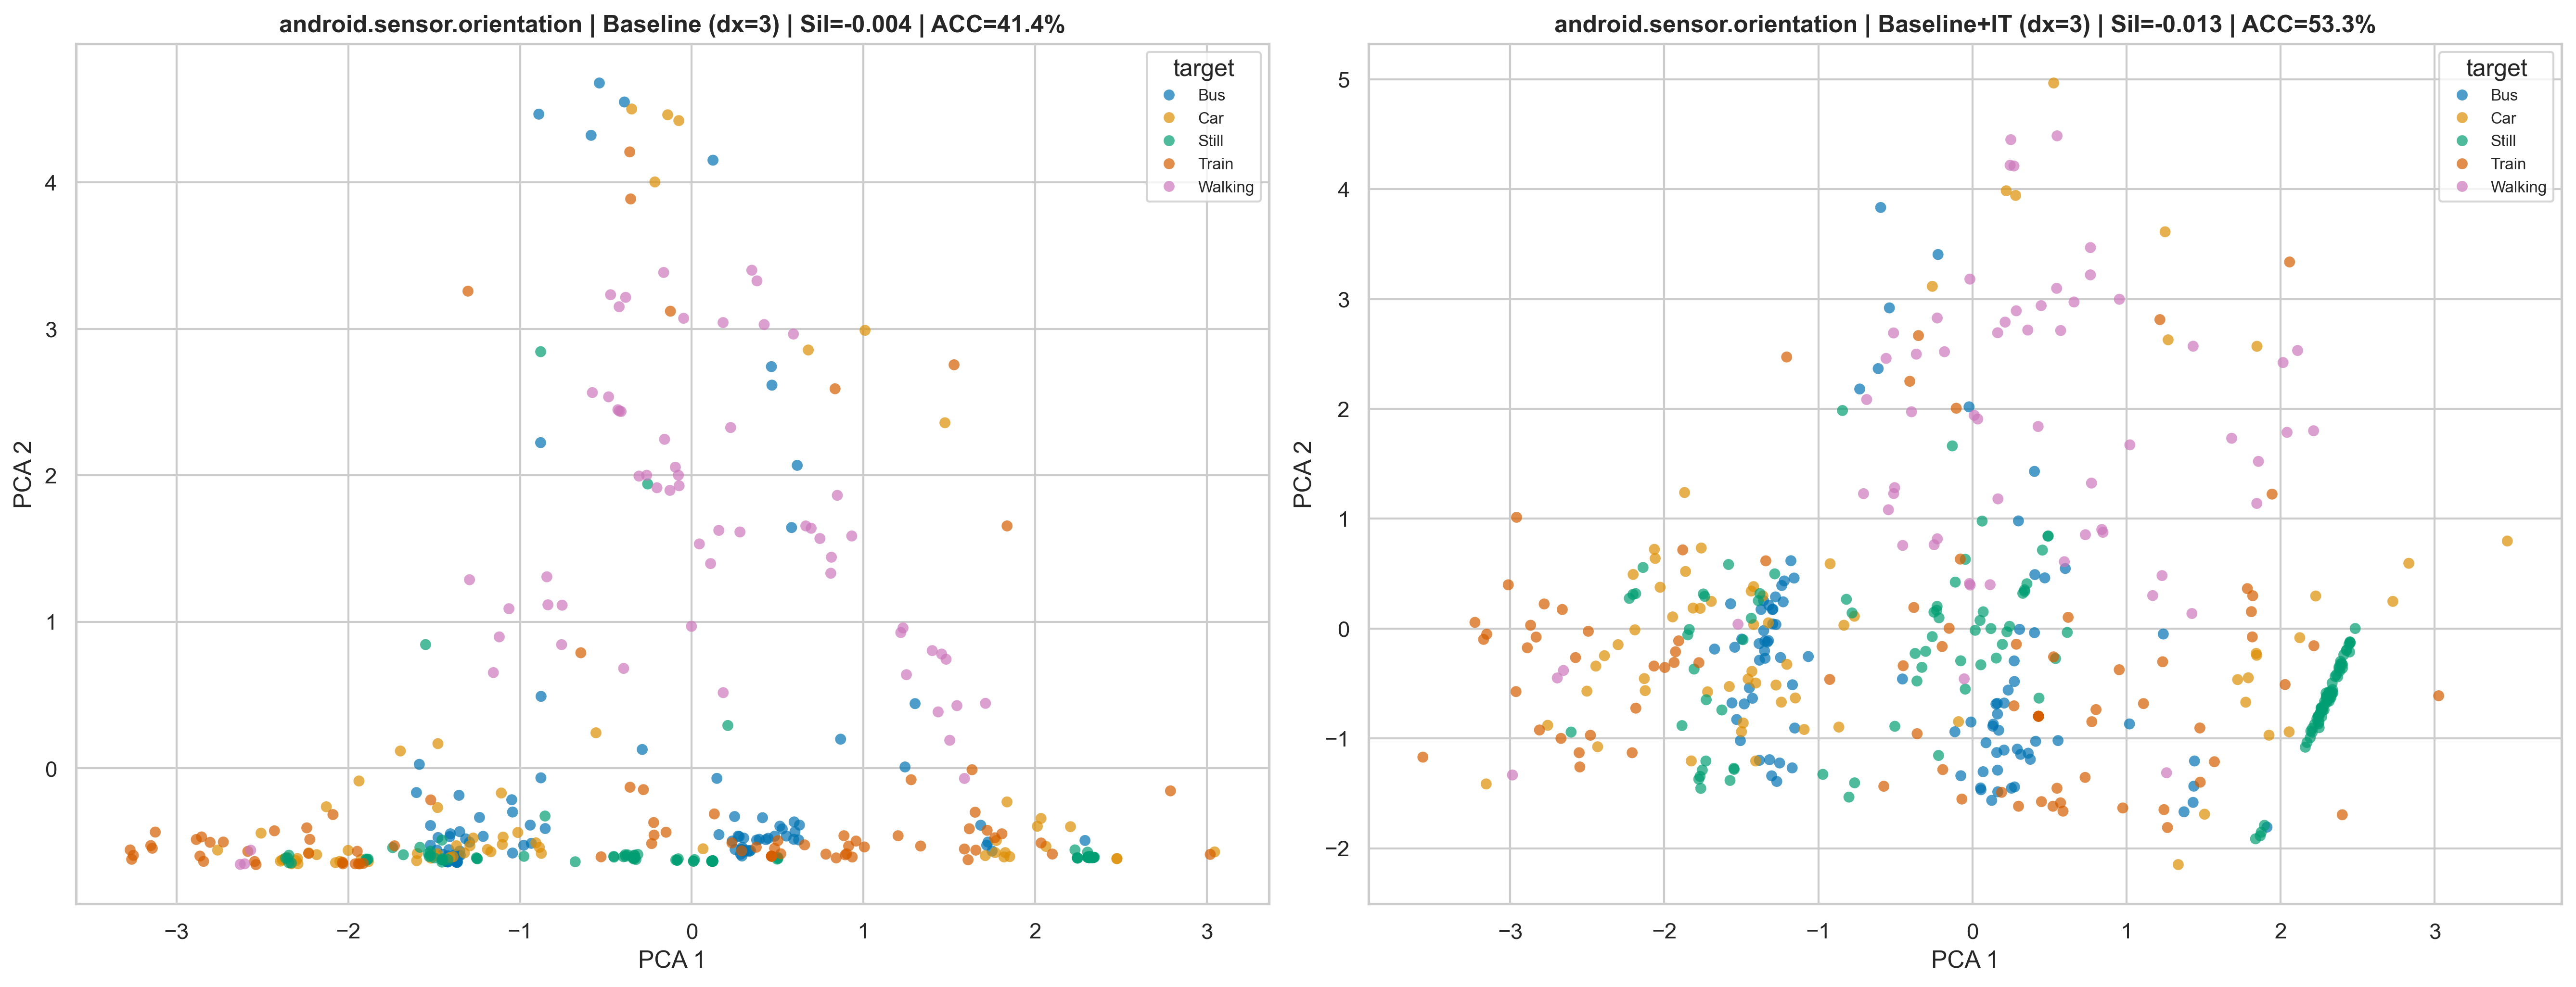 android.sensor.orientation | Baseline (dx=3) | Sil=-0.004 | ACC=41.4%
target
Bus
Car
Still
Train
Walking
4
3
2
1
0
PCA 2
−3 −2 −1 0 1 2 3
PCA 1
android.sensor.orientation | Baseline+IT (dx=3) | Sil=-0.013 | ACC=53.3%
target
Bus
Car
Still
Train
Walking
5
4
3
2
1
0
−1
−2
PCA 2
−3 −2 −1 0 1 2 3
PCA 1